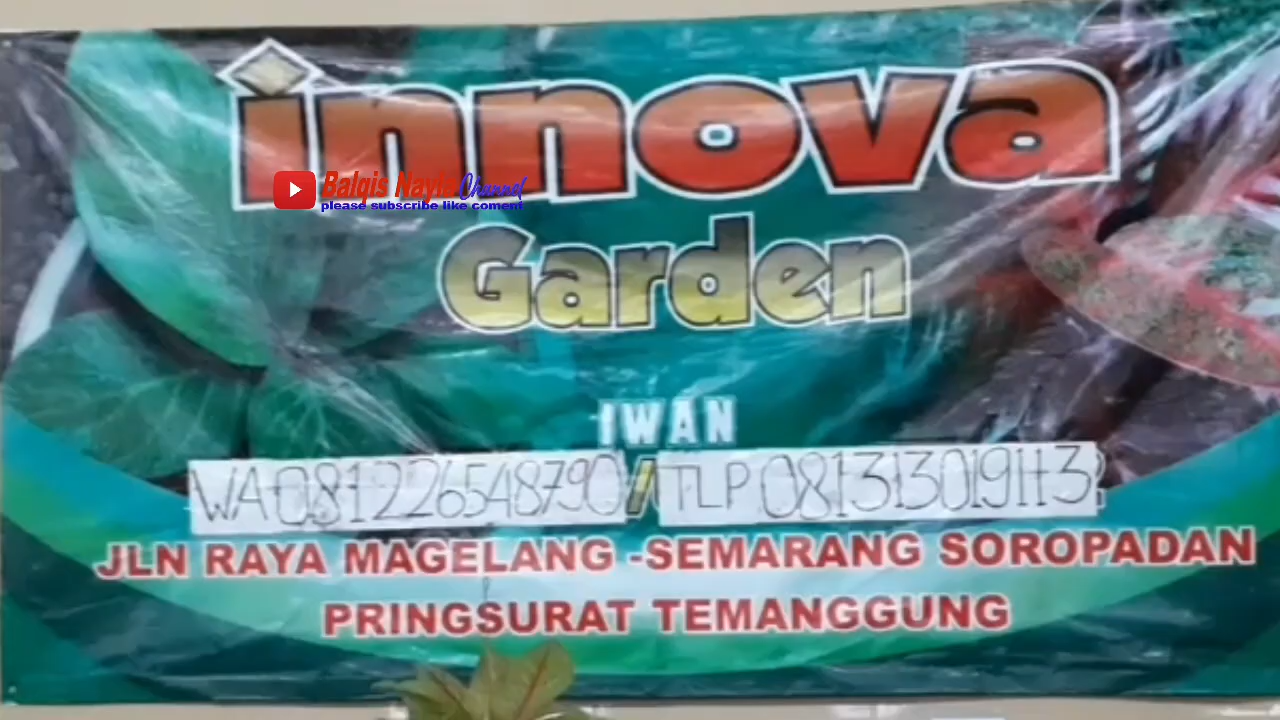 innova
Balqis Nayla Channel
please subscribe like coment
Garden
IWAN
WA 081226548790 / TLP 081313019113
JLN RAYA MAGELANG -SEMARANG SOROPADAN
PRINGSURAT TEMANGGUNG